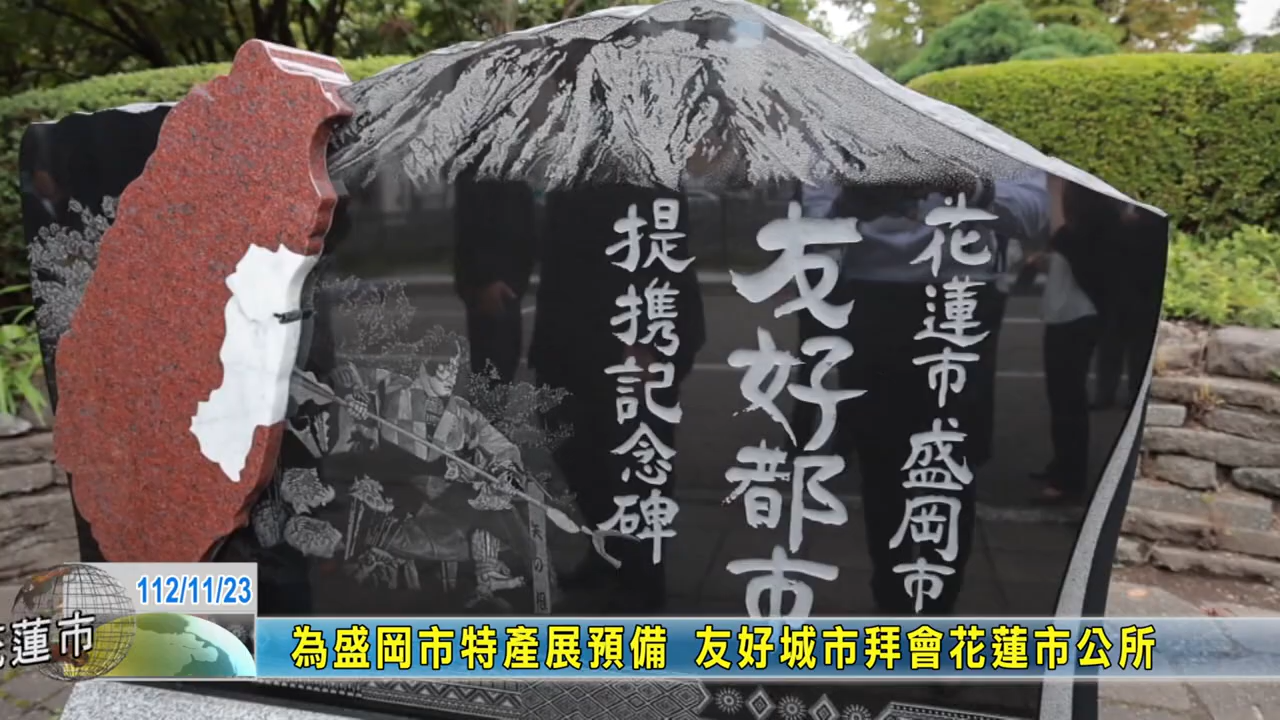 花蓮市盛岡市
友好都市
提携記念碑
112/11/23
花蓮市
為盛岡市特產展預備 友好城市拜會花蓮市公所